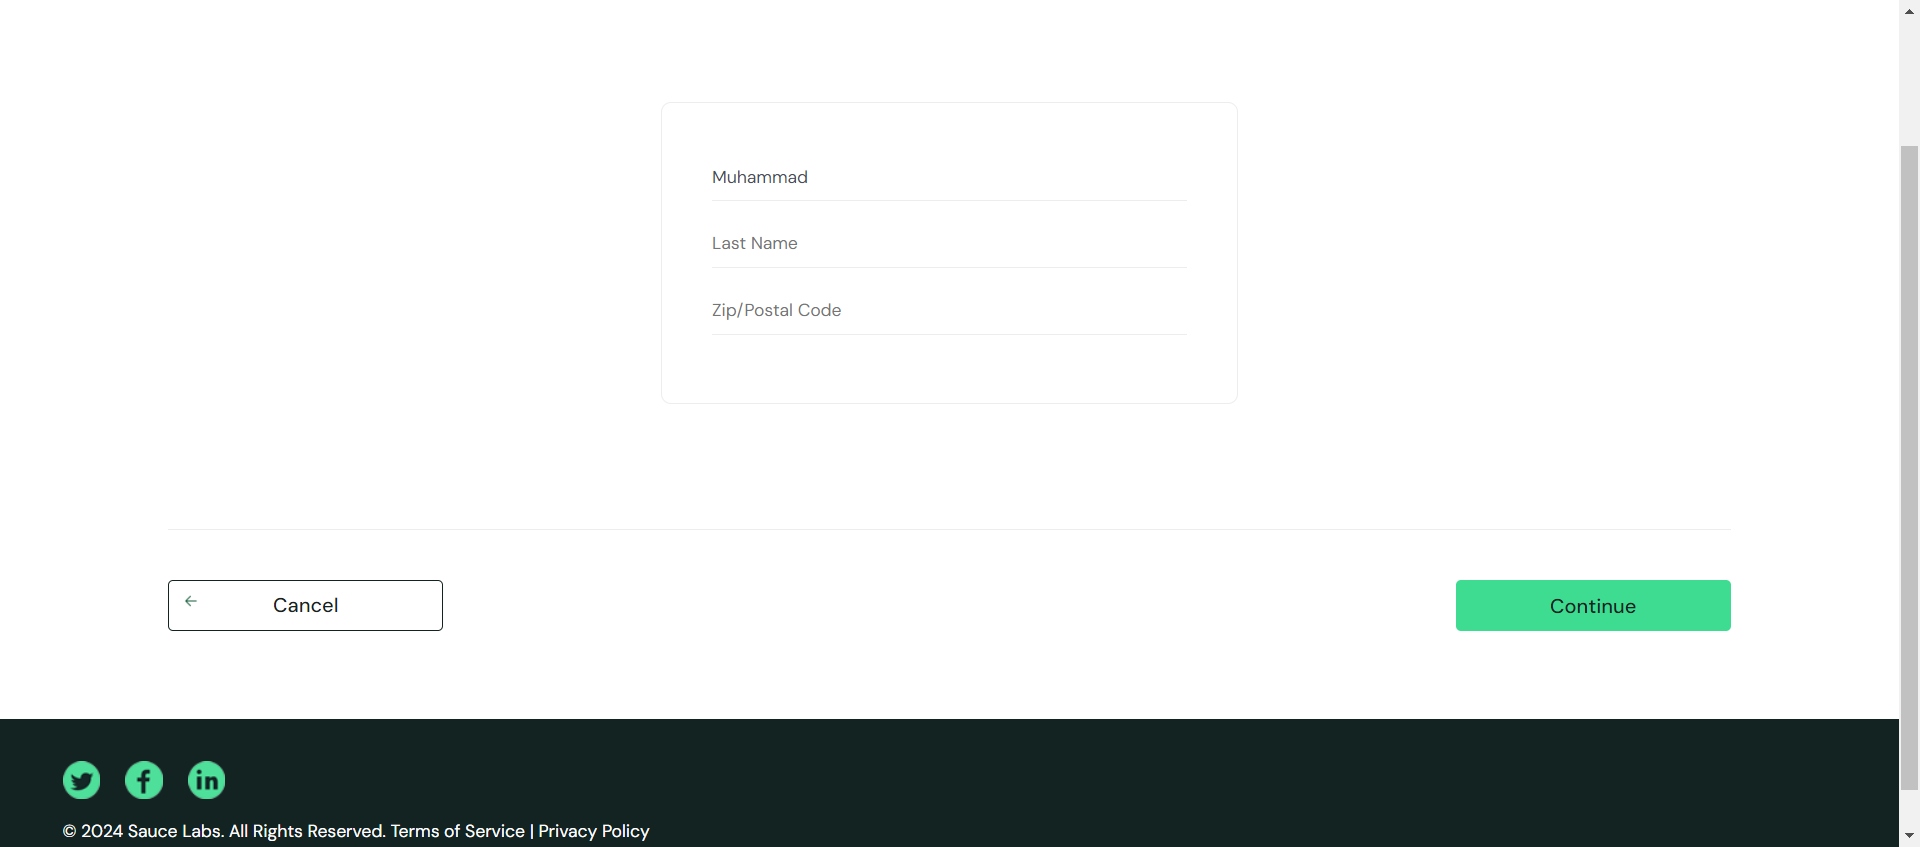 Muhammad
Last Name
Zip/Postal Code
Cancel
Continue
© 2024 Sauce Labs. All Rights Reserved. Terms of Service | Privacy Policy